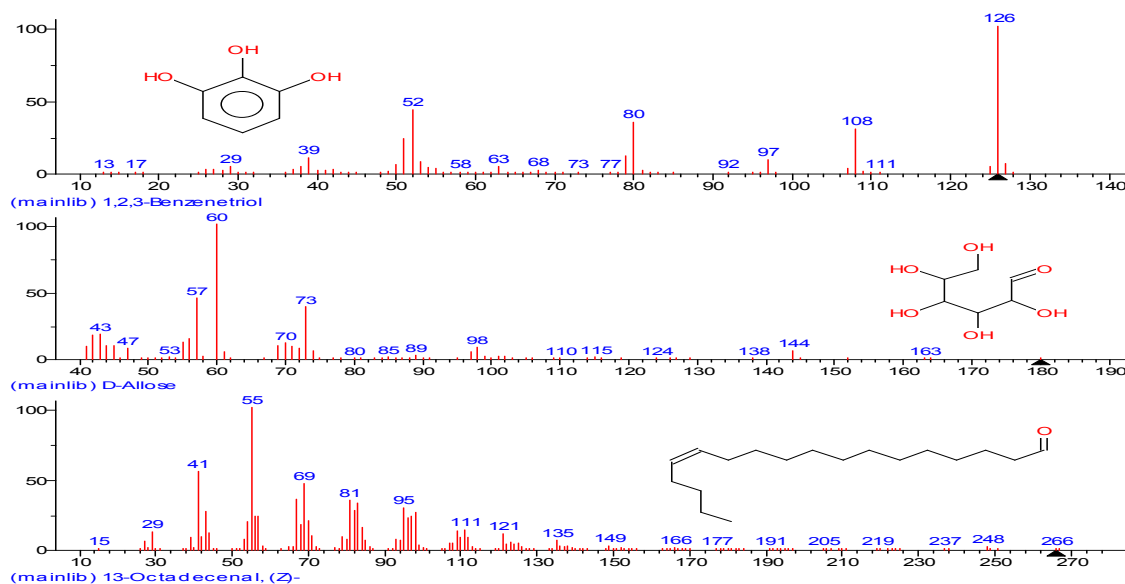 100
50
0
13 17 29 39 52 58 63 68 73 77 80 92 97 108 111 126
OH
HO OH
10 20 30 40 50 60 70 80 90 100 110 120 130 140
(mainlib) 1,2,3-Benzenetriol
100
50
0
43 47 53 57 60 70 73 80 85 89 98 110 115 124 138 144 163
OH
HO O
HO OH
OH
40 50 60 70 80 90 100 110 120 130 140 150 160 170 180 190
(mainlib) D-Allose
100
50
0
15 29 41 55 69 81 95 111 121 135 149 166 177 191 205 219 237 248 266
O
10 30 50 70 90 110 130 150 170 190 210 230 250 270
(mainlib) 13-Octadecenal, (Z)-